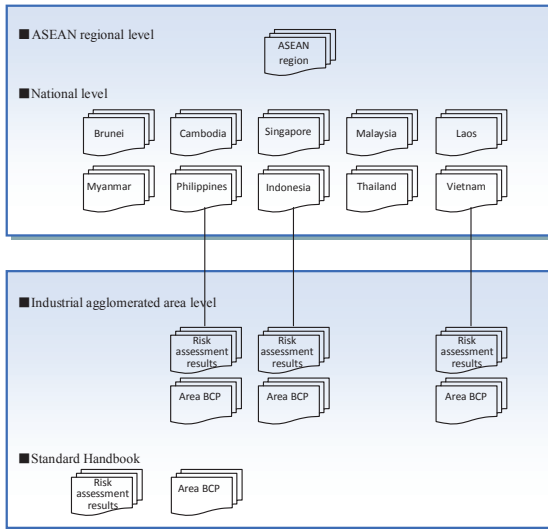 ■ASEAN regional level
ASEAN
region
■National level
Brunei
Cambodia
Singapore
Malaysia
Laos
Myanmar
Philippines
Indonesia
Thailand
Vietnam
■Industrial agglomerated area level
Risk
assessment
results
Risk
assessment
results
Risk
assessment
results
Area BCP
Area BCP
Area BCP
■Standard Handbook
Risk
assessment
results
Area BCP